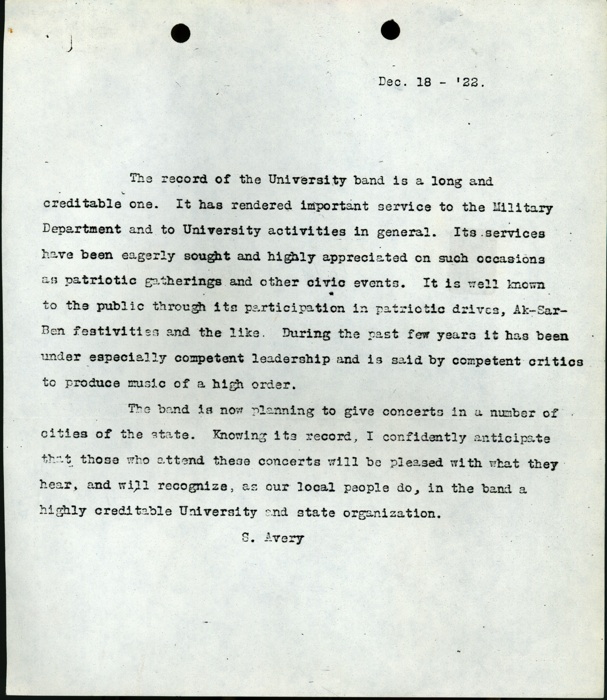 Dec. 18 - '22.
The record of the University band is a long and
creditable one. It has rendered important service to the Military
Department and to University activities in general. Its services
have been eagerly sought and highly appreciated on such occasions
as patriotic gatherings and other civic events. It is well known
to the public through its participation in patriotic drives, Ak-Sar-
Ben festivities and the like. During the past few years it has been
under especially competent leadership and is said by competent critics
to produce music of a high order.
The band is now planning to give concerts in a number of
cities of the state. Knowing its record, I confidently anticipate
that those who attend these concerts will be pleased with what they
hear, and will recognize, as our local people do, in the band a
highly creditable University and state organization.
S. Avery